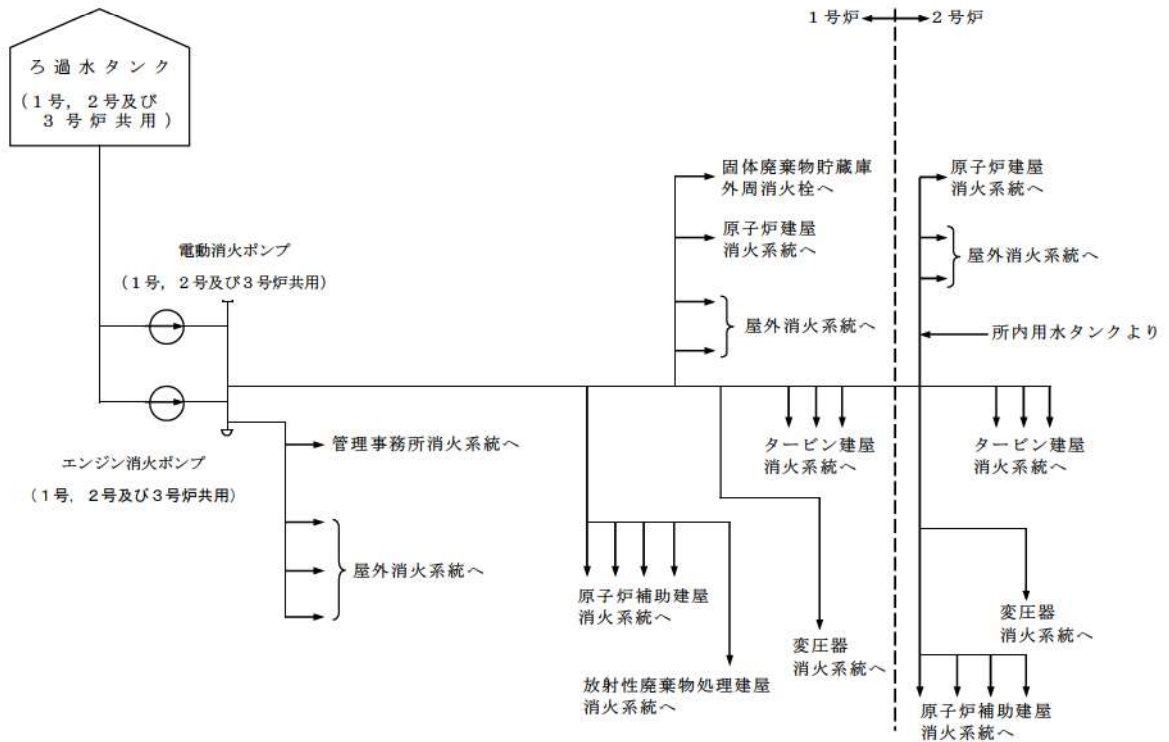 1号炉
2号炉
ろ過水タンク
(1号,2号及び
3号炉共用)
固体廃棄物貯蔵庫
外周消火栓へ
原子炉建屋
消火系統へ
屋外消火系統へ
原子炉建屋
消火系統へ
屋外消火系統へ
所内用水タンクより
電動消火ポンプ
(1号,2号及び3号炉共用)
エンジン消火ポンプ
(1号,2号及び3号炉共用)
管理事務所消火系統へ
屋外消火系統へ
タービン建屋
消火系統へ
タービン建屋
消火系統へ
原子炉補助建屋
消火系統へ
放射性廃棄物処理建屋
消火系統へ
変圧器
消火系統へ
変圧器
消火系統へ
原子炉補助建屋
消火系統へ